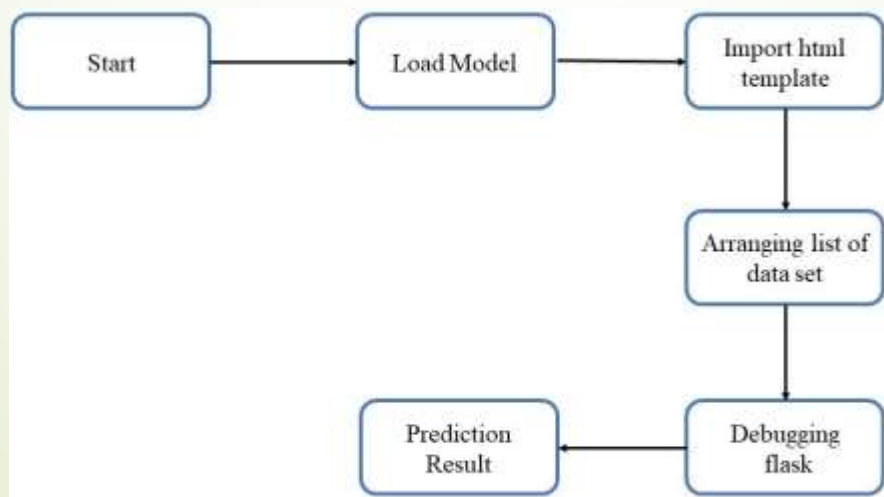 Start
Load Model
Import html
template
Arranging list of
data set
Debugging
flask
Prediction
Result